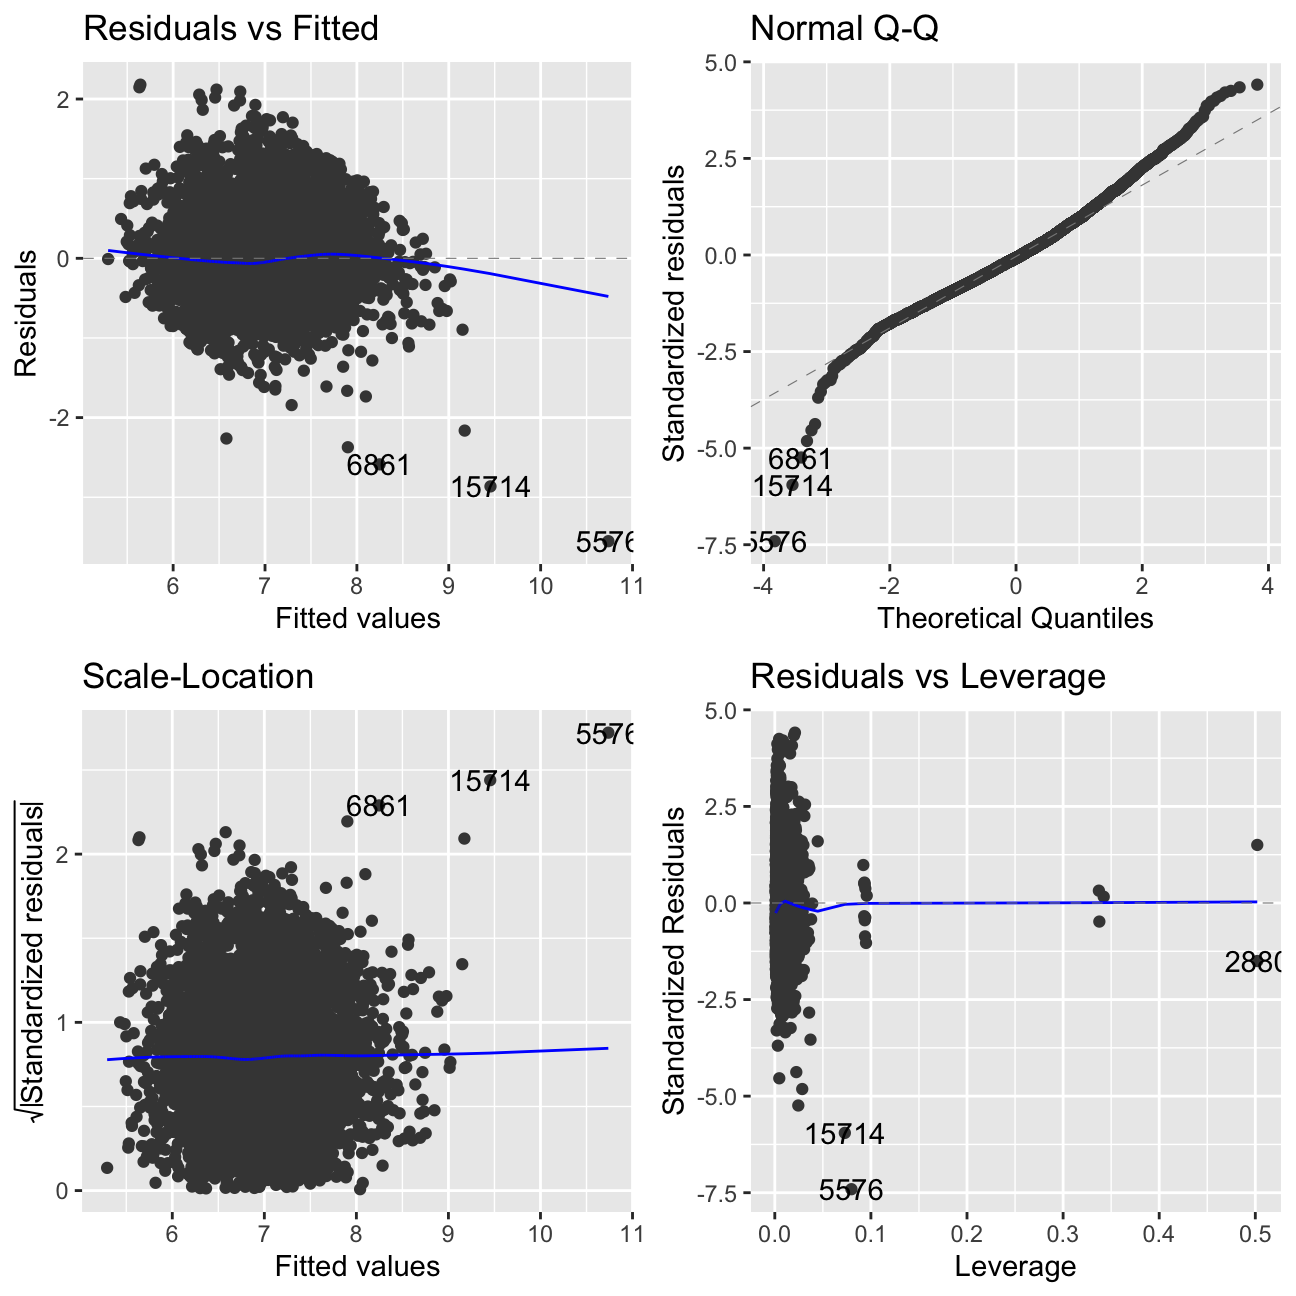 Residuals vs Fitted
2
0
-2
Residuals
6861
15714
5576
6 7 8 9 10 11
Fitted values
Normal Q-Q
5.0
2.5
0.0
-2.5
-5.0
-7.5
Standardized residuals
6861
15714
5576
-4 -2 0 2 4
Theoretical Quantiles
Scale-Location
2
1
0
√|Standardized residuals|
5576
15714
6861
6 7 8 9 10 11
Fitted values
Residuals vs Leverage
5.0
2.5
0.0
-2.5
-5.0
-7.5
Standardized Residuals
2880
15714
5576
0.0 0.1 0.2 0.3 0.4 0.5
Leverage